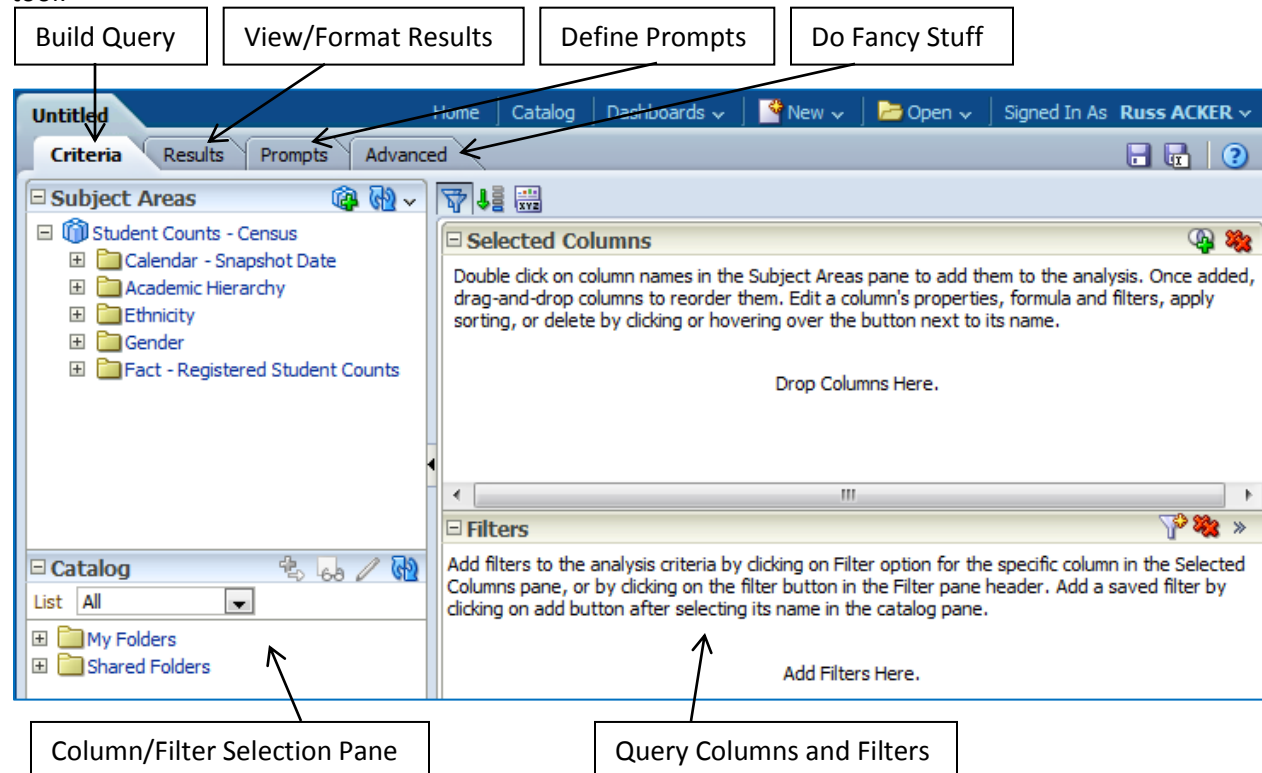 Build Query
View/Format Results
Define Prompts
Do Fancy Stuff
Untitled
Home
Catalog
Dashboards
New
Open
Signed In As Russ ACKER
Criteria
Results
Prompts
Advanced
Subject Areas
Student Counts - Census
Calendar - Snapshot Date
Academic Hierarchy
Ethnicity
Gender
Fact - Registered Student Counts
XYZ
Selected Columns
Double click on column names in the Subject Areas pane to add them to the analysis. Once added,
drag-and-drop columns to reorder them. Edit a column's properties, formula and filters, apply
sorting, or delete by clicking or hovering over the button next to its name.
Drop Columns Here.
Catalog
List All
My Folders
Shared Folders
Filters
Add filters to the analysis criteria by clicking on Filter option for the specific column in the Selected
Columns pane, or by clicking on the filter button in the Filter pane header. Add a saved filter by
clicking on add button after selecting its name in the catalog pane.
Add Filters Here.
Column/Filter Selection Pane
Query Columns and Filters